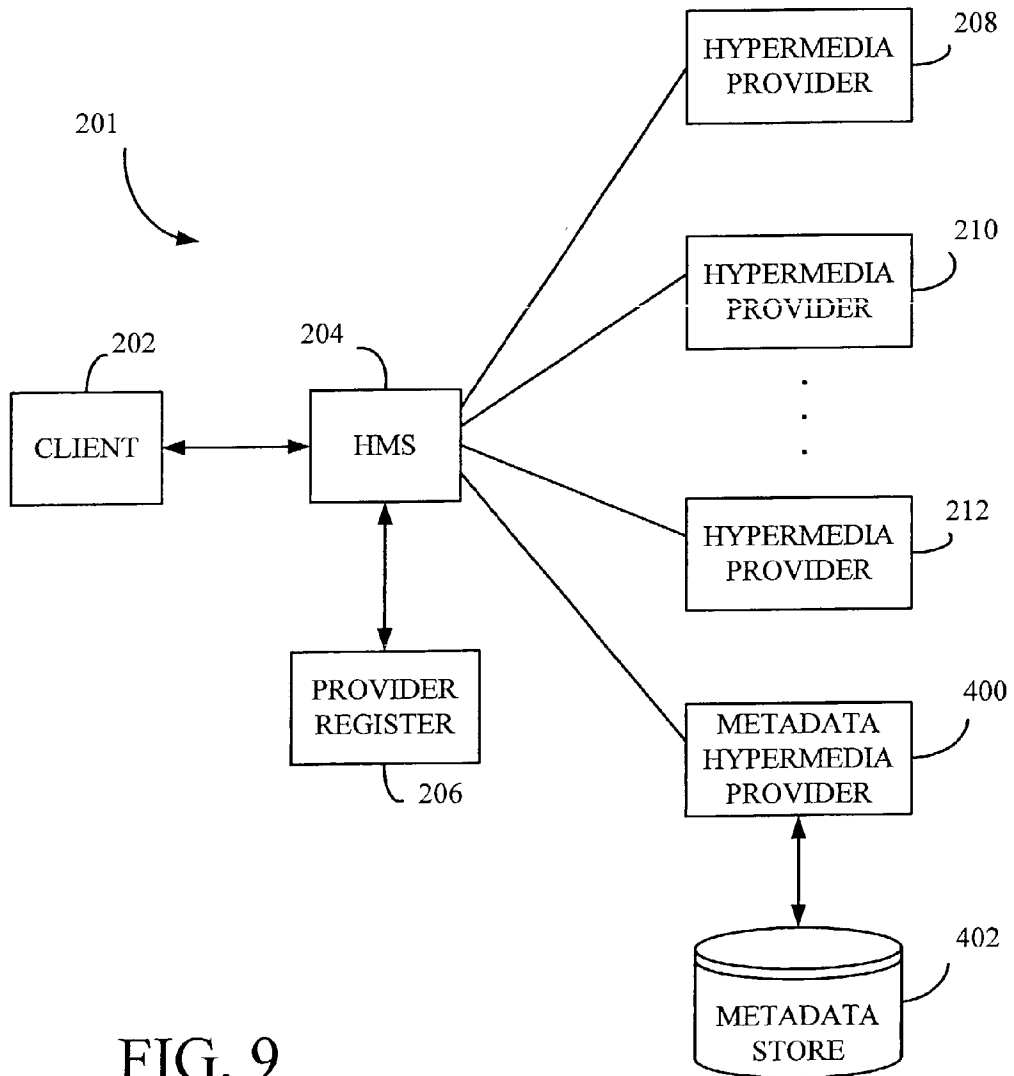 208
HYPERMEDIA
PROVIDER
201
210
HYPERMEDIA
PROVIDER
202
204
CLIENT
HMS
212
HYPERMEDIA
PROVIDER
PROVIDER
REGISTER
206
400
METADATA
HYPERMEDIA
PROVIDER
402
METADATA
STORE
FIG. 9